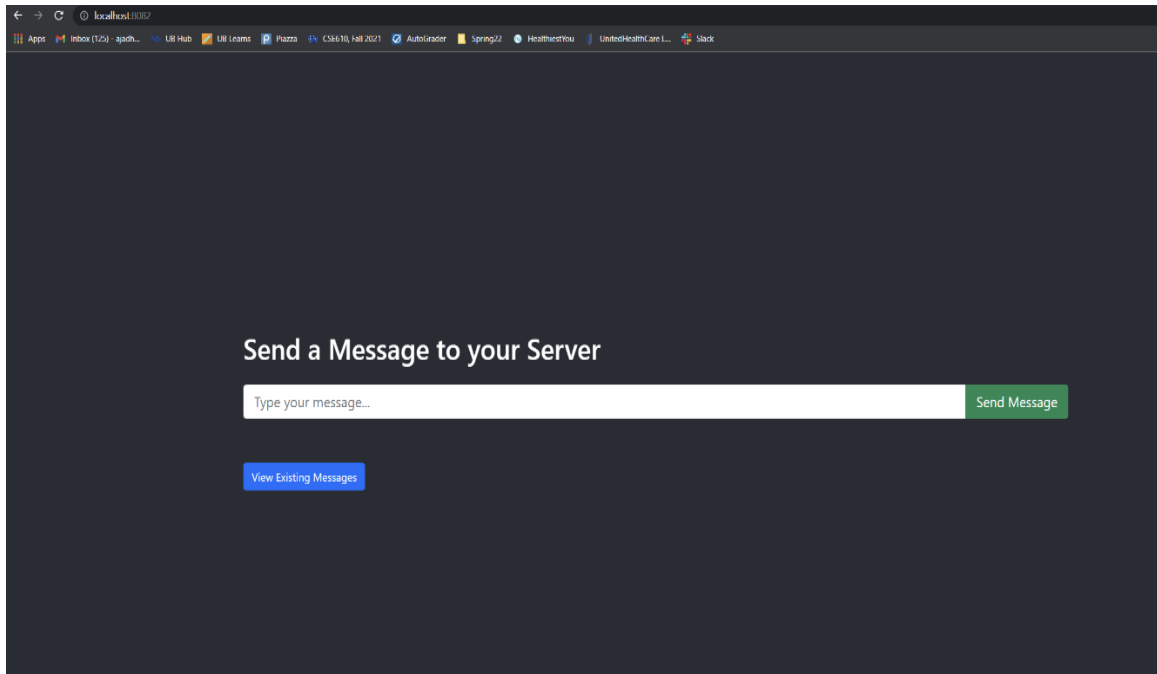 localhost:8082
Apps Inbox (125) - ajadh... UB Hub UB Learns Piazza CSE610, Fall 2021 AutoGrader Spring22 HealthiestYou UnitedHealthCare L... Slack
Send a Message to your Server
Type your message... Send Message
View Existing Messages